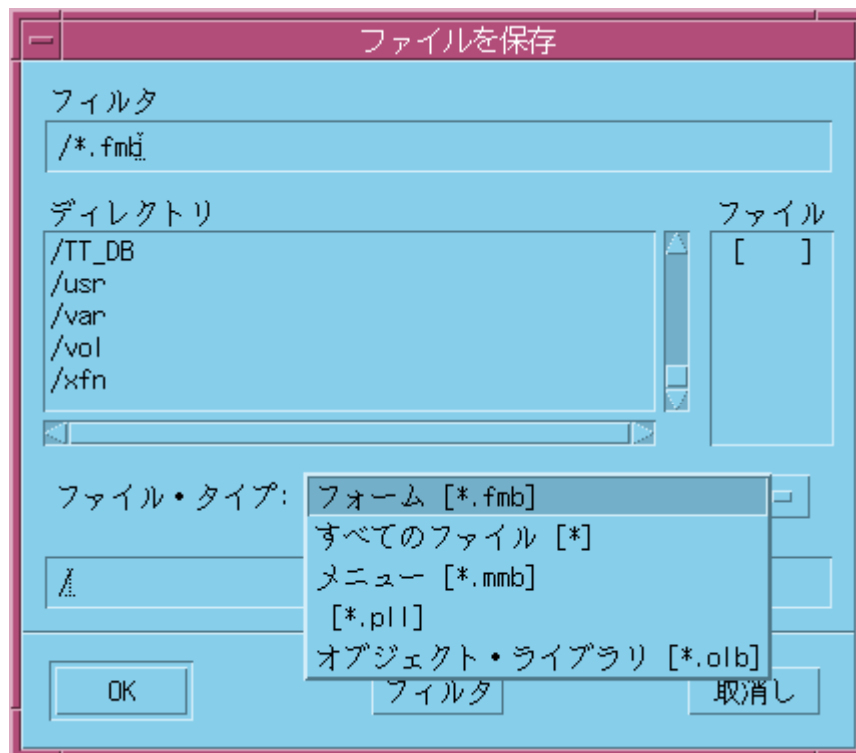 ファイルを保存
フィルタ
/*.fmb
ディレクトリ
ファイル
/TT_DB
[ ]
/usr
/var
/vol
/xfn
ファイル・タイプ:
フォーム [*.fmb]
すべてのファイル [*]
メニュー [*.mmb]
[*.pll]
オブジェクト・ライブラリ [*.olb]
/
OK
フィルタ
取消し